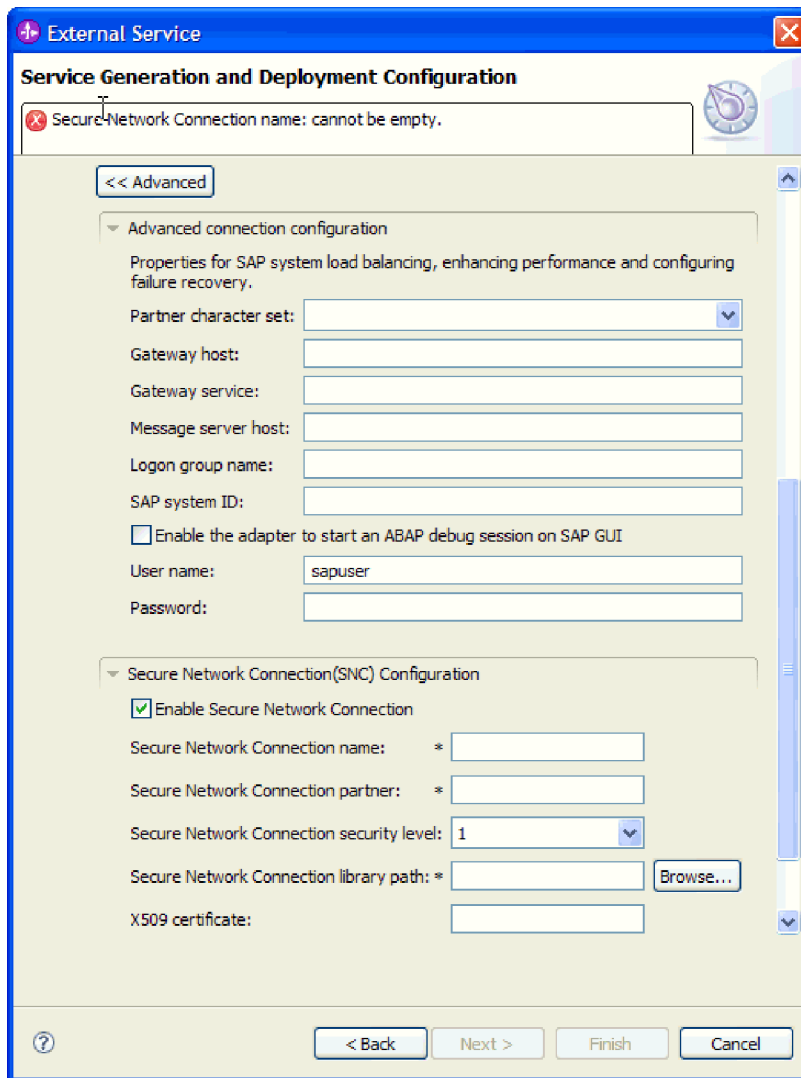 External Service
Service Generation and Deployment Configuration
Secure Network Connection name: cannot be empty.
<< Advanced
Advanced connection configuration
Properties for SAP system load balancing, enhancing performance and configuring
failure recovery.
Partner character set:
Gateway host:
Gateway service:
Message server host:
Logon group name:
SAP system ID:
Enable the adapter to start an ABAP debug session on SAP GUI
User name: sapuser
Password:
Secure Network Connection(SNC) Configuration
Enable Secure Network Connection
Secure Network Connection name: *
Secure Network Connection partner: *
Secure Network Connection security level: 1
Secure Network Connection library path: * Browse...
X509 certificate:
? < Back Next > Finish Cancel